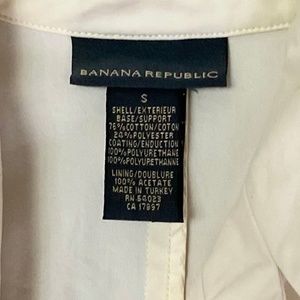 BANANA REPUBLIC
S
SHELL/EXTERIEUR
BASE/SUPPORT
76%COTTON/COTON
24%POLYESTER
COATING/ENDUCTION
100%POLYURETHANE
100%POLYURETHANE
LINING/DOUBLURE
100% ACETATE
MADE IN TURKEY
RN 54023
CA 17897